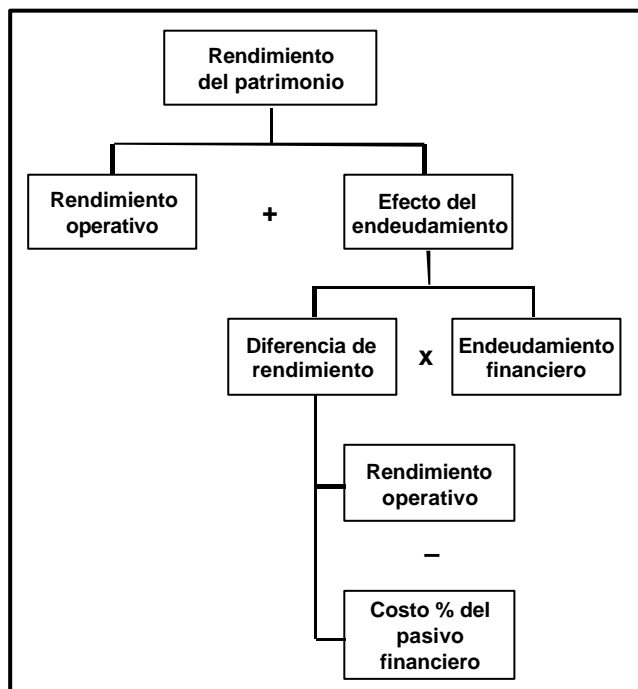 Rendimiento
del patrimonio
Rendimiento
operativo
+
Efecto del
endeudamiento
Diferencia de
rendimiento
x
Endeudamiento
financiero
Rendimiento
operativo
–
Costo % del
pasivo
financiero